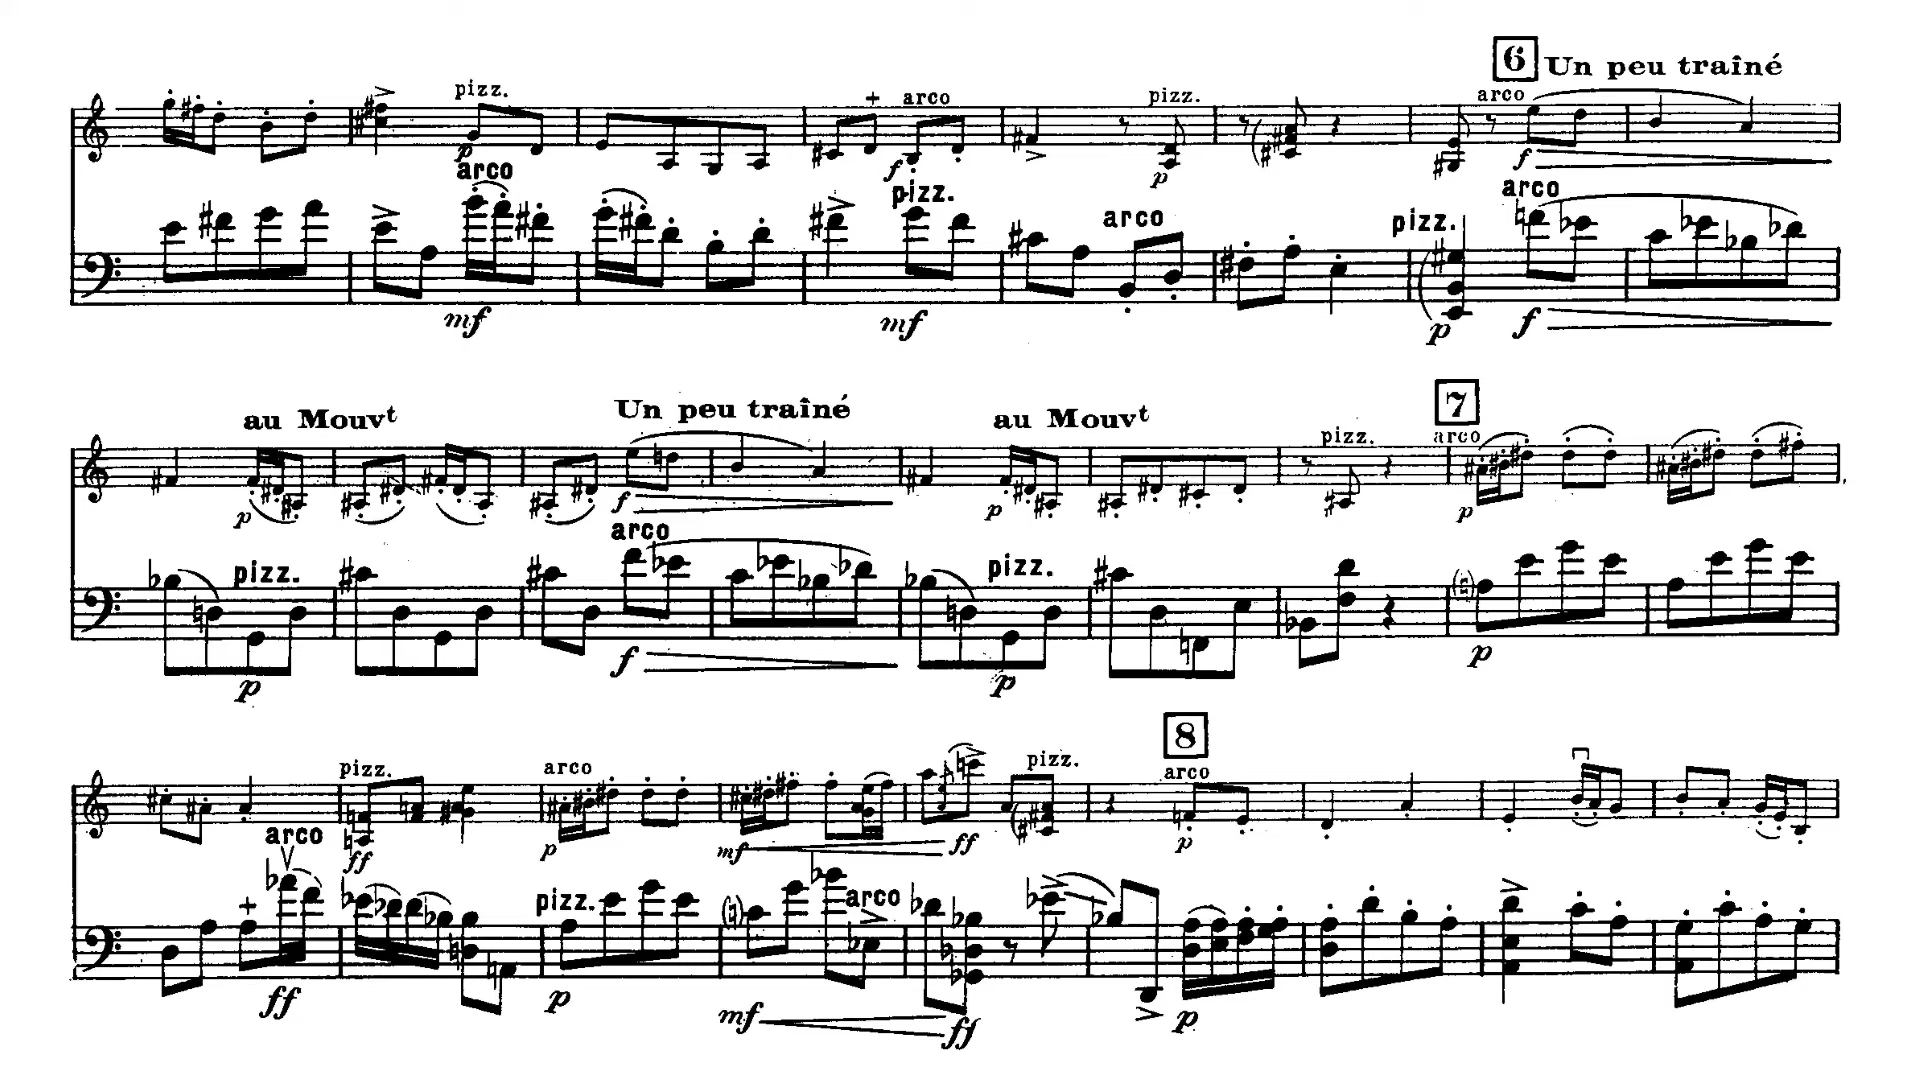 6 Un peu traîné
pizz. arco pizz. arco
p f p f
arco pizz. arco pizz. arco
mf mf p f
7
au Mouvt Un peu traîné au Mouvt
pizz. arco
p f p p
pizz. arco pizz.
p f p p
8
pizz. arco pizz. arco
ff p mf ff p
arco pizz. arco
ff p mf ff p